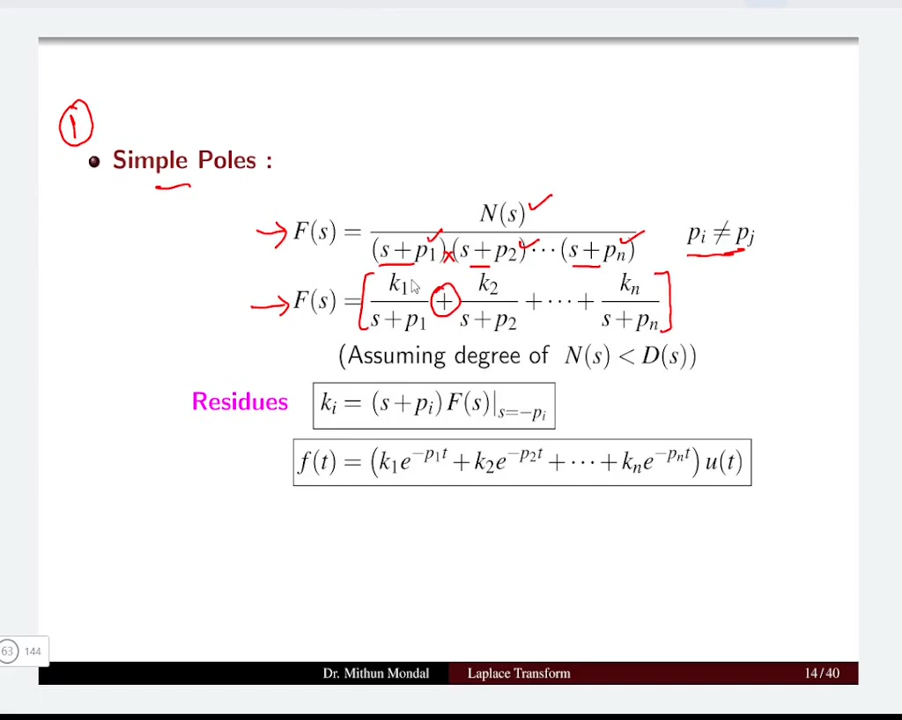 ①
Simple Poles :
→ F(s) = N(s) / (s+p₁)(s+p₂)⋯(s+pₙ) pᵢ ≠ pⱼ
→ F(s) = [k₁/(s+p₁) + k₂/(s+p₂) + ⋯ + kₙ/(s+pₙ)]
(Assuming degree of N(s) < D(s))
Residues kᵢ = (s+pᵢ) F(s)|ₛ₌₋ₚᵢ
f(t) = (k₁e^{−p₁t} + k₂e^{−p₂t} + ⋯ + kₙe^{−pₙt}) u(t)
63 144
Dr. Mithun Mondal Laplace Transform 14/40